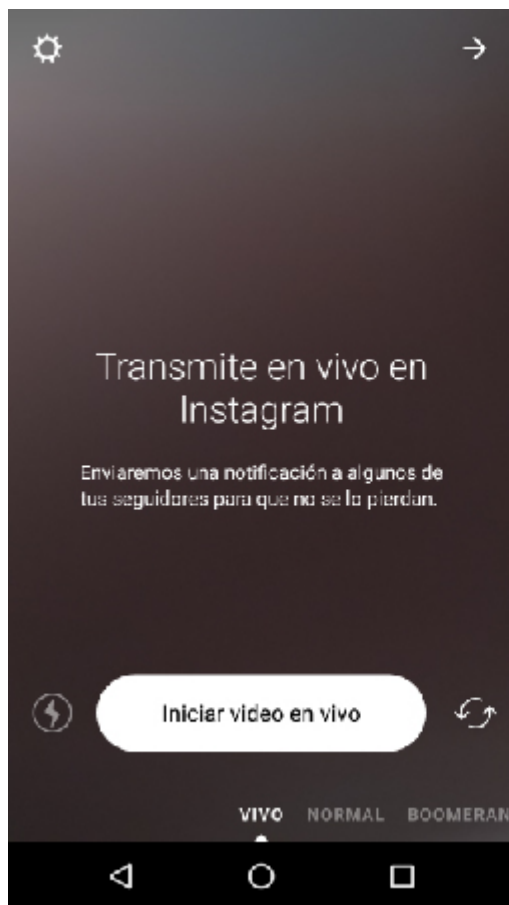 Transmite en vivo en
Instagram
Enviaremos una notificación a algunos de
tus seguidores para que no se lo pierdan.
Iniciar video en vivo
VIVO NORMAL BOOMERAN